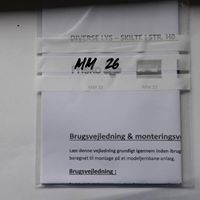 DIVERSE LYS - SKILTE I STR. H0
MM 26
Brugsvejledning & monteringsv
Læs denne vejledning grundigt igennem inden ibrug
beregnet til montage på et modeljernbane anlæg.
Brugsvejledning :